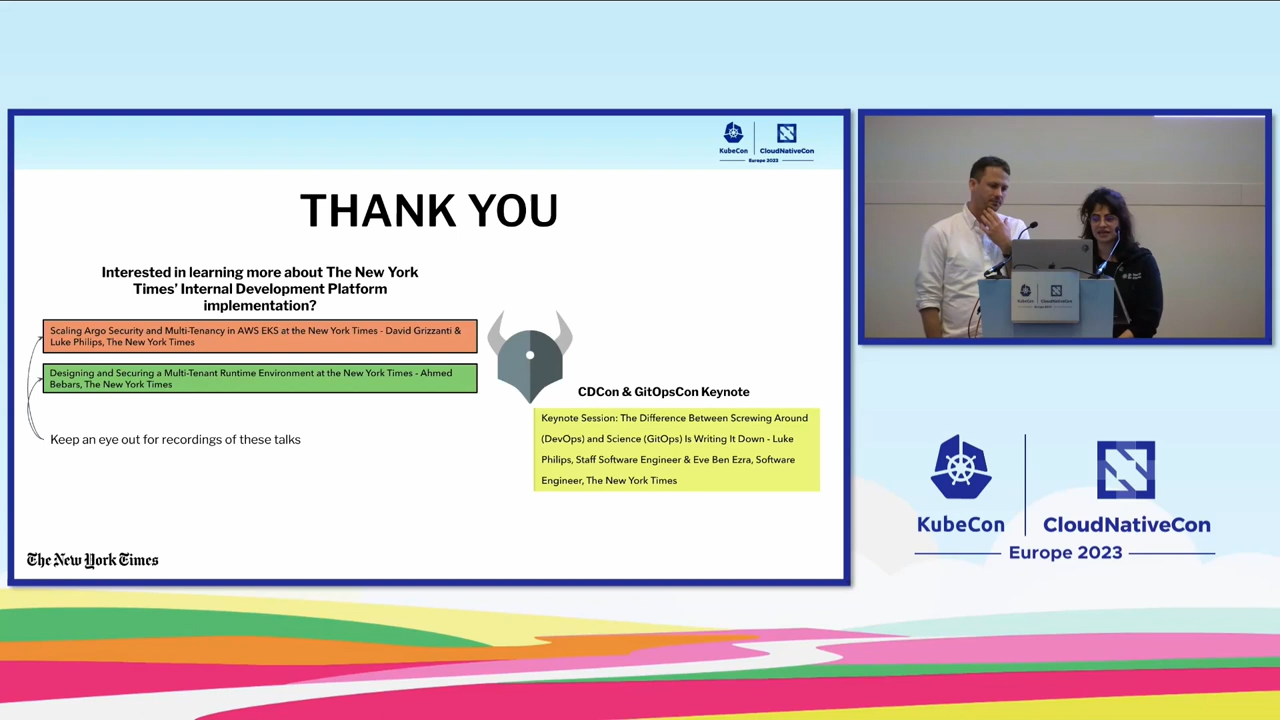 KubeCon
CloudNativeCon
Europe 2023
THANK YOU
Interested in learning more about The New York
Times' Internal Development Platform
implementation?
Scaling Argo Security and Multi-Tenancy in AWS EKS at the New York Times - David Grizzanti &
Luke Philips, The New York Times
Designing and Securing a Multi-Tenant Runtime Environment at the New York Times - Ahmed
Bebars, The New York Times
Keep an eye out for recordings of these talks
CDCon & GitOpsCon Keynote
Keynote Session: The Difference Between Screwing Around
(DevOps) and Science (GitOps) Is Writing It Down - Luke
Philips, Staff Software Engineer & Eve Ben Ezra, Software
Engineer, The New York Times
The New York Times
KubeCon
CloudNativeCon
KubeCon
CloudNativeCon
Europe 2023